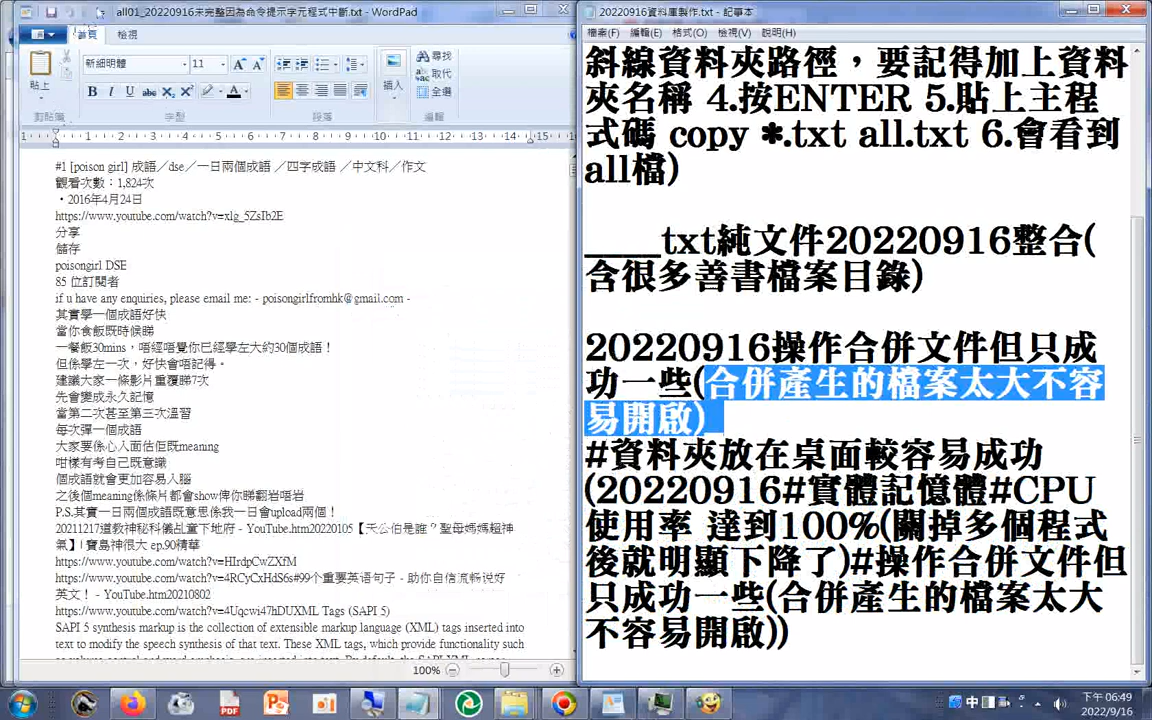 all01_20220916未完整因為命令提示字元程式中斷.txt - WordPad
首頁
檢視
貼上
新細明體
11
插入
尋找
取代
全選
剪貼簿
字型
段落
編輯
1 2 3 4 5 6 7 8 9 10 11 12 13 14 15
#1 [poison girl] 成語／dse／一日兩個成語 ／四字成語 ／中文科／作文
觀看次數：1,824次
・2016年4月24日
https://www.youtube.com/watch?v=xlg_5ZsIb2E
分享
儲存
poisongirl DSE
85 位訂閱者
if u have any enquiries, please email me: - poisongirlfromhk@gmail.com -
其實學一個成語好快
當你食飯既時候睇
一餐飯30mins，唔經唔覺你已經學左大約30個成語！
但係學左一次，好快會唔記得。
建議大家一條影片重覆睇7次
先會變成永久記憶
當第二次甚至第三次溫習
每次彈一個成語
大家要係心入面估佢既meaning
咁樣有考自己既意識
個成語就會更加容易入腦
之後個meaning係條片都會show俾你睇翻岩唔岩
P.S.其實一日兩個成語既意思係我一日會upload兩個！
20211217道教神秘科儀乩童下地府 - YouTube.htm20220105【天公伯是誰？聖母媽媽超神
氣】| 寶島神很大 ep.90精華
https://www.youtube.com/watch?v=HIrdpCwZXfM
https://www.youtube.com/watch?v=4RCyCxHdS6s#99个重要英语句子 - 助你自信流畅说好
英文！ - YouTube.htm20210802
https://www.youtube.com/watch?v=4Uqcwi47hDUXML Tags (SAPI 5)
SAPI 5 synthesis markup is the collection of extensible markup language (XML) tags inserted into
text to modify the speech synthesis of that text. These XML tags, which provide functionality such
100%
20220916資料庫製作.txt - 記事本
檔案(F) 編輯(E) 格式(O) 檢視(V) 說明(H)
斜線資料夾路徑，要記得加上資料
夾名稱 4.按ENTER 5.貼上主程
式碼 copy *.txt all.txt 6.會看到
all檔)
____txt純文件20220916整合(
含很多善書檔案目錄)
20220916操作合併文件但只成
功一些(合併產生的檔案太大不容
易開啟)
#資料夾放在桌面較容易成功
(20220916#實體記憶體#CPU
使用率 達到100%(關掉多個程式
後就明顯下降了)#操作合併文件但
只成功一些(合併產生的檔案太大
不容易開啟))
PDF
中
下午 06:49
2022/9/16